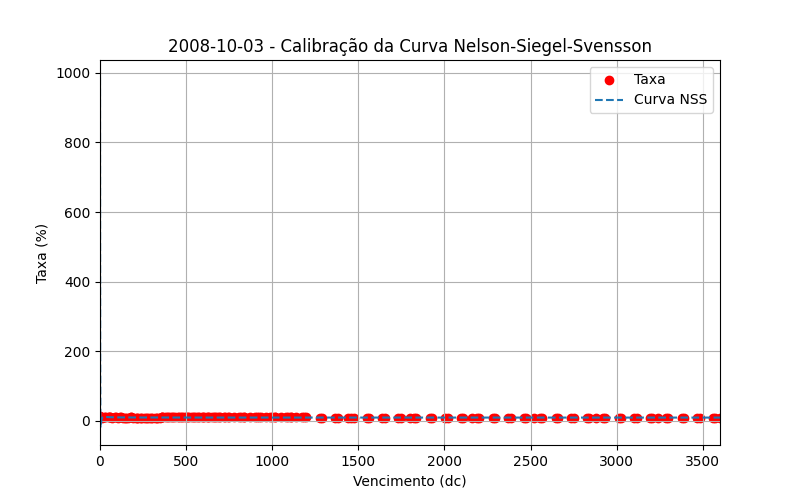 2008-10-03 - Calibração da Curva Nelson-Siegel-Svensson
Taxa
Curva NSS
Taxa (%)
1000
800
600
400
200
0
0 500 1000 1500 2000 2500 3000 3500
Vencimento (dc)